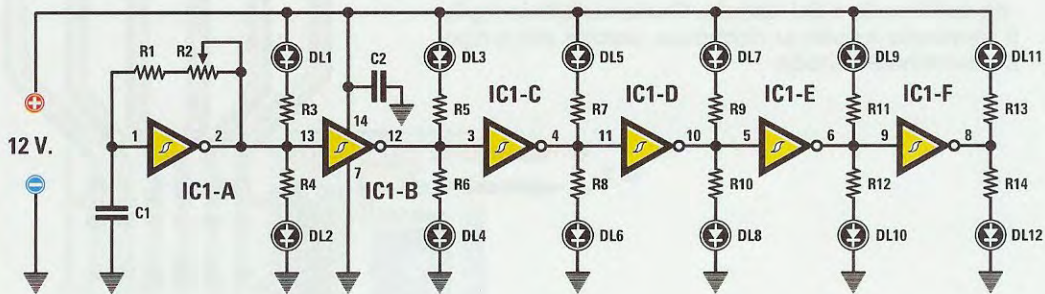 R1 R2
DL1
C2
DL3
DL5
DL7
DL9
DL11
R3
R5
IC1-C
R7
IC1-D
R9
IC1-E
R11
IC1-F
R13
12 V.
1 2
13 14 12
3 4
11 10
5 6
9 8
7
IC1-A
R4
IC1-B
R6
R8
R10
R12
R14
C1
DL2
DL4
DL6
DL8
DL10
DL12